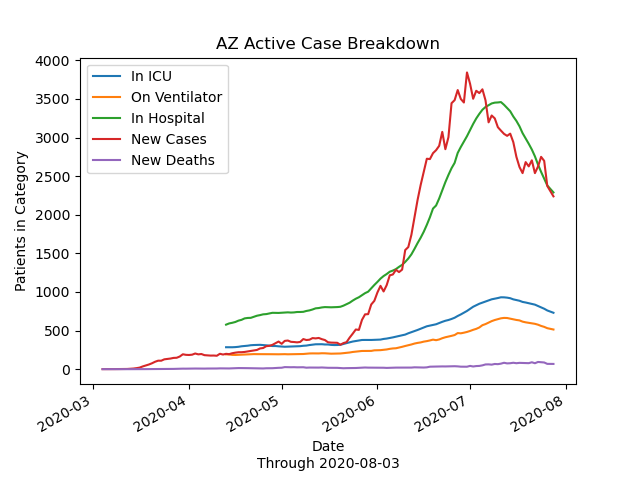 AZ Active Case Breakdown
In ICU
On Ventilator
In Hospital
New Cases
New Deaths
Patients in Category
4000
3500
3000
2500
2000
1500
1000
500
0
2020-03
2020-04
2020-05
2020-06
2020-07
2020-08
Date
Through 2020-08-03